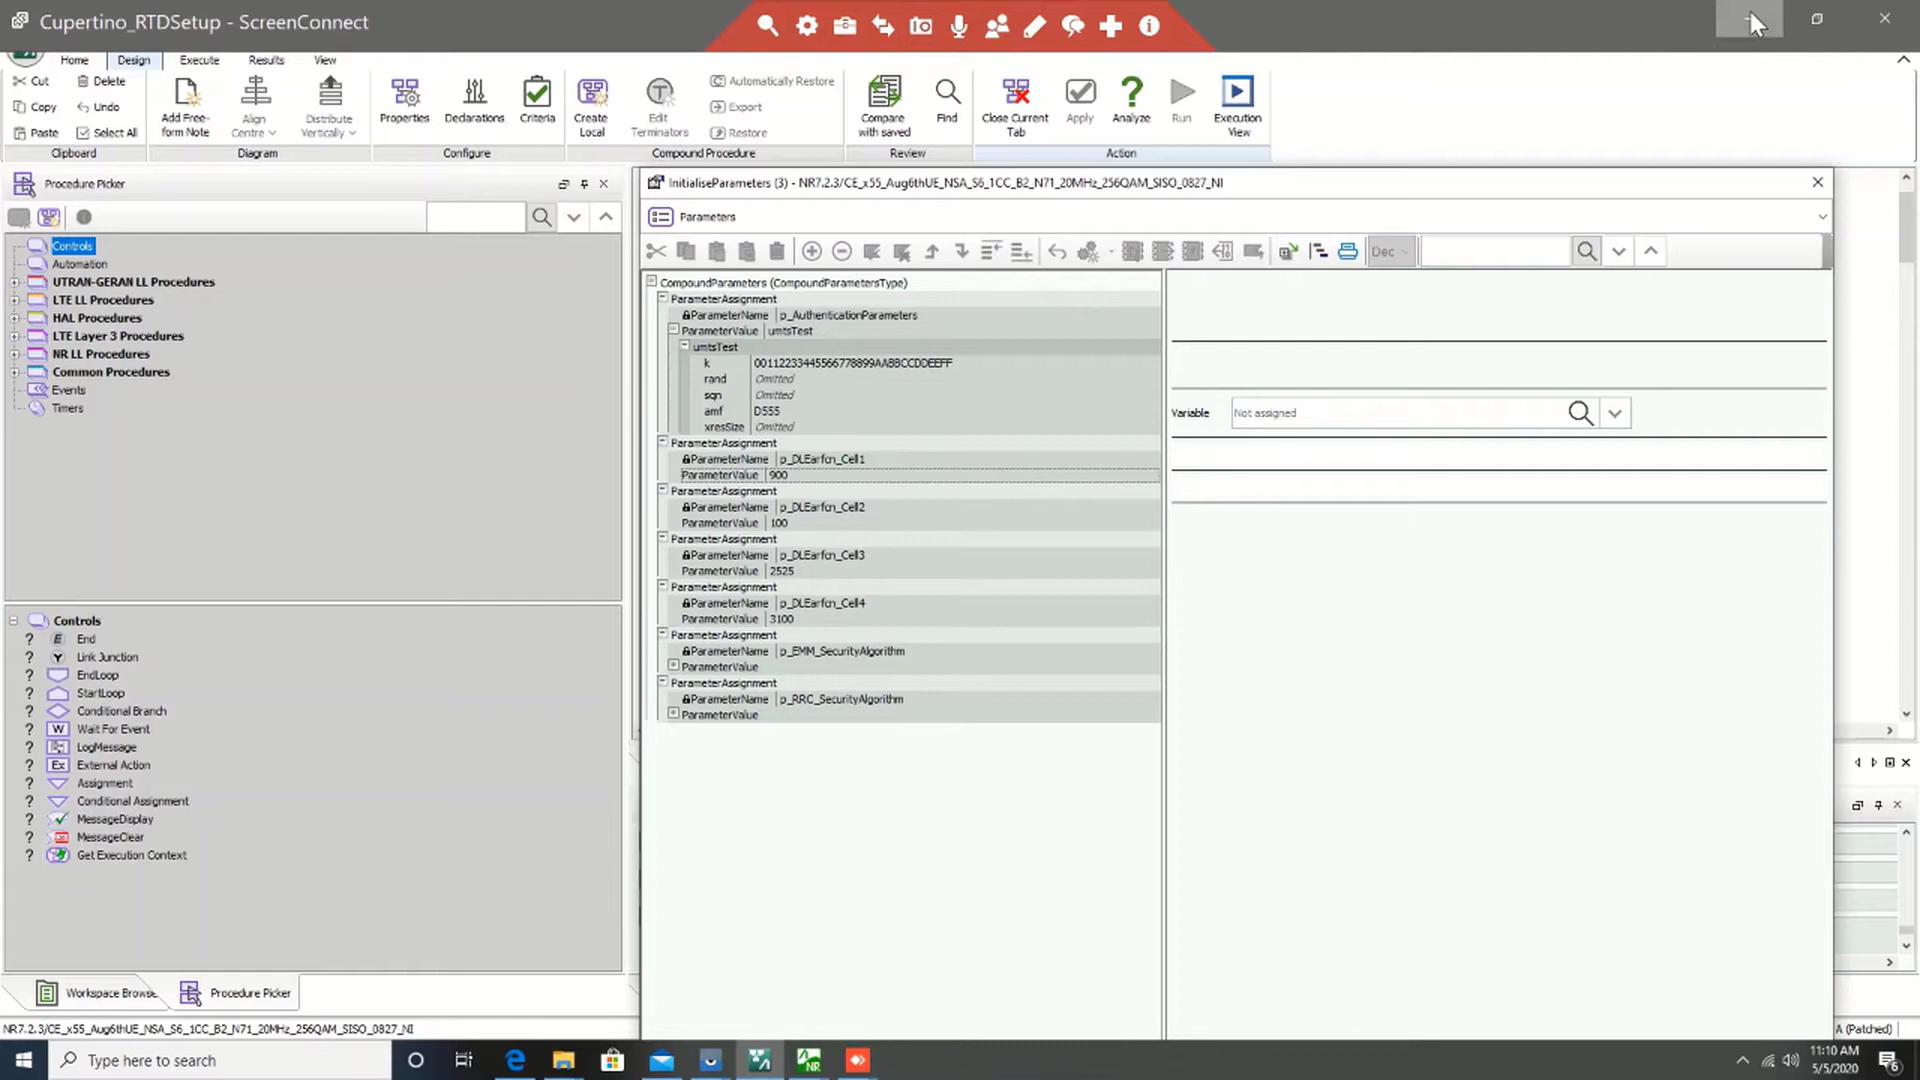 Cupertino_RTDSetup - ScreenConnect
Home Design Execute Results View
Cut Delete
Copy Undo
Paste Select All
Clipboard
Add Free-form Note
Align Centre
Distribute Vertically
Diagram
Properties
Declarations
Criteria
Configure
Create Local
Edit Terminators
Automatically Restore
Export
Restore
Compound Procedure
Compare with saved
Find
Review
Close Current Tab
Apply
Analyze
Run
Execution View
Action
Procedure Picker
Controls
Automation
UTRAN-GERAN LL Procedures
LTE LL Procedures
HAL Procedures
LTE Layer 3 Procedures
NR LL Procedures
Common Procedures
Events
Timers
Controls
? E End
? Y Link Junction
? EndLoop
? StartLoop
? Conditional Branch
? W Wait For Event
? LogMessage
? Ex External Action
? Assignment
? Conditional Assignment
? MessageDisplay
? MessageClear
? Get Execution Context
Workspace Browse
Procedure Picker
InitialiseParameters (3) - NR7.2.3/CE_x55_Aug6thUE_NSA_S6_1CC_B2_N71_20MHz_256QAM_SISO_0827_NI
Parameters
Dec
CompoundParameters (CompoundParametersType)
ParameterAssignment
ParameterName p_AuthenticationParameters
ParameterValue umtsTest
umtsTest
k 00112233445566778899AABBCCDDEEFF
rand Omitted
sqn Omitted
amf D555
xresSize Omitted
ParameterAssignment
ParameterName p_DLEarfcn_Cell1
ParameterValue 900
ParameterAssignment
ParameterName p_DLEarfcn_Cell2
ParameterValue 100
ParameterAssignment
ParameterName p_DLEarfcn_Cell3
ParameterValue 2525
ParameterAssignment
ParameterName p_DLEarfcn_Cell4
ParameterValue 3100
ParameterAssignment
ParameterName p_EMM_SecurityAlgorithm
ParameterValue
ParameterAssignment
ParameterName p_RRC_SecurityAlgorithm
ParameterValue
Variable Not assigned
NR7.2.3/CE_x55_Aug6thUE_NSA_S6_1CC_B2_N71_20MHz_256QAM_SISO_0827_NI
A (Patched)
Type here to search
NR
11:10 AM
5/5/2020
6